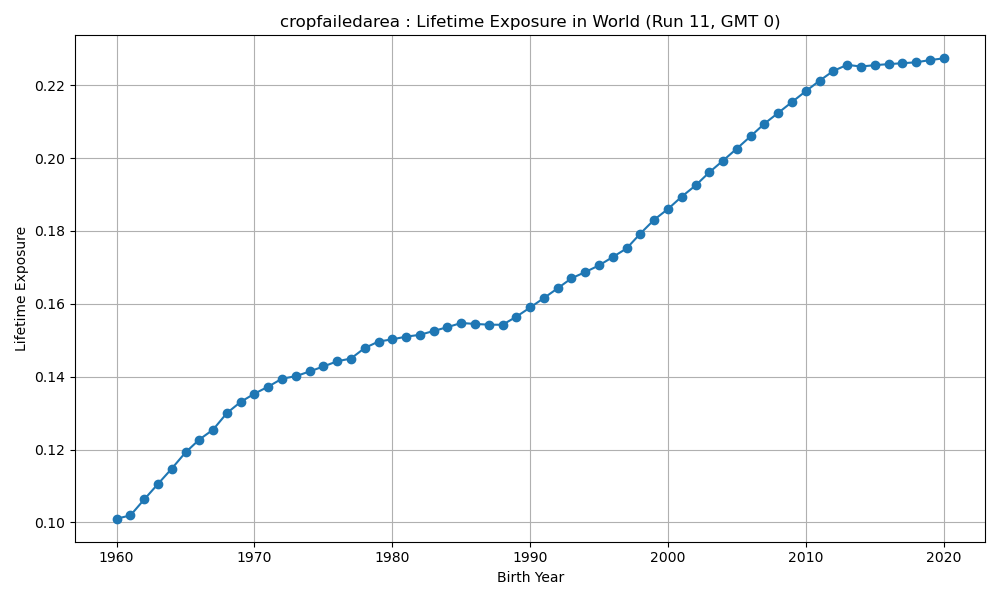 cropfailedarea : Lifetime Exposure in World (Run 11, GMT 0)
Lifetime Exposure
0.22
0.20
0.18
0.16
0.14
0.12
0.10
1960 1970 1980 1990 2000 2010 2020
Birth Year